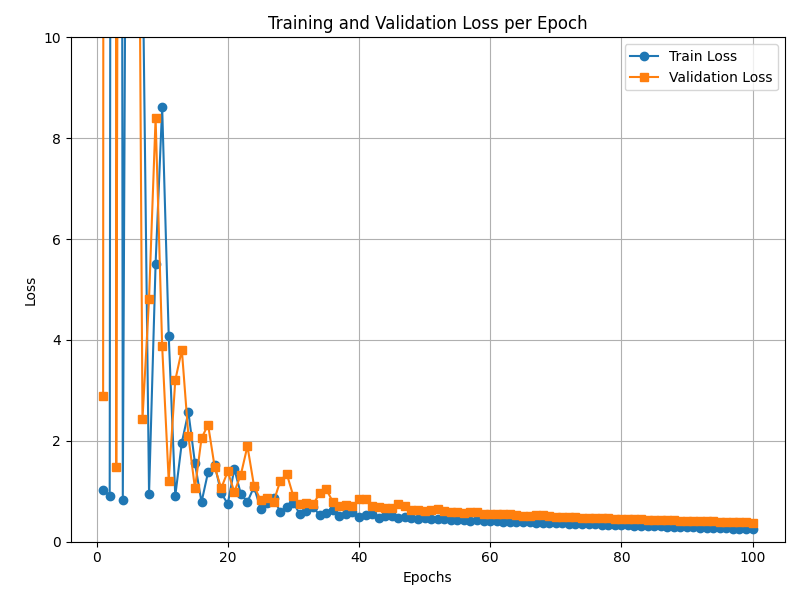 Training and Validation Loss per Epoch
Train Loss
Validation Loss
Loss
10
8
6
4
2
0
0 20 40 60 80 100
Epochs